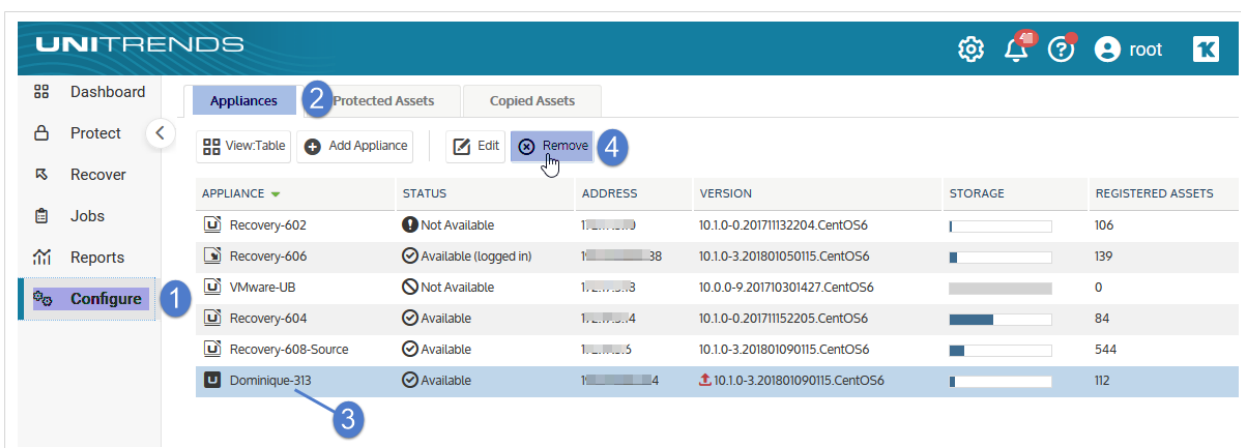 UNITRENDS
root
Dashboard
Protect
Recover
Jobs
Reports
Configure
1
Appliances
2
Protected Assets
Copied Assets
View:Table
Add Appliance
Edit
Remove
4
APPLIANCE STATUS ADDRESS VERSION STORAGE REGISTERED ASSETS
Recovery-602 Not Available 10.1.0-0.201711132204.CentOS6 106
Recovery-606 Available (logged in) 38 10.1.0-3.201801050115.CentOS6 139
VMware-UB Not Available 10.0.0-9.201710301427.CentOS6 0
Recovery-604 Available 10.1.0-0.201711152205.CentOS6 84
Recovery-608-Source Available 10.1.0-3.201801090115.CentOS6 544
Dominique-313 Available 10.1.0-3.201801090115.CentOS6 112
3